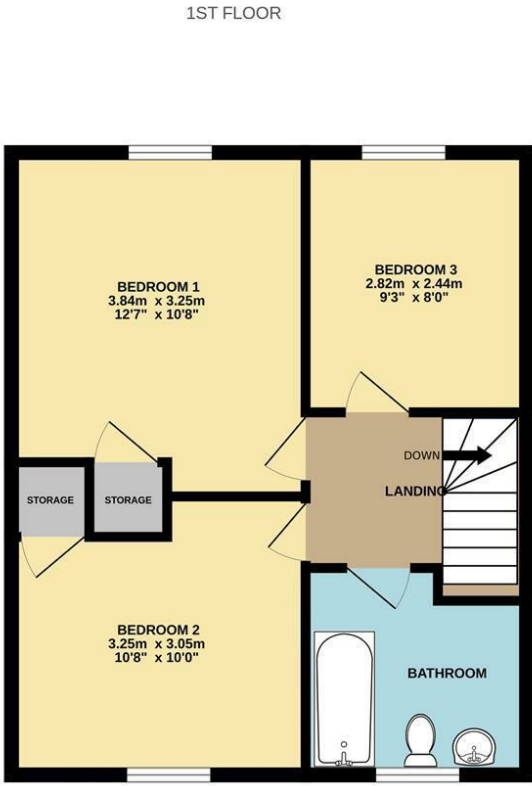 1ST FLOOR
BEDROOM 1
3.84m x 3.25m
12'7" x 10'8"
BEDROOM 3
2.82m x 2.44m
9'3" x 8'0"
DOWN
LANDING
STORAGE
STORAGE
BEDROOM 2
3.25m x 3.05m
10'8" x 10'0"
BATHROOM